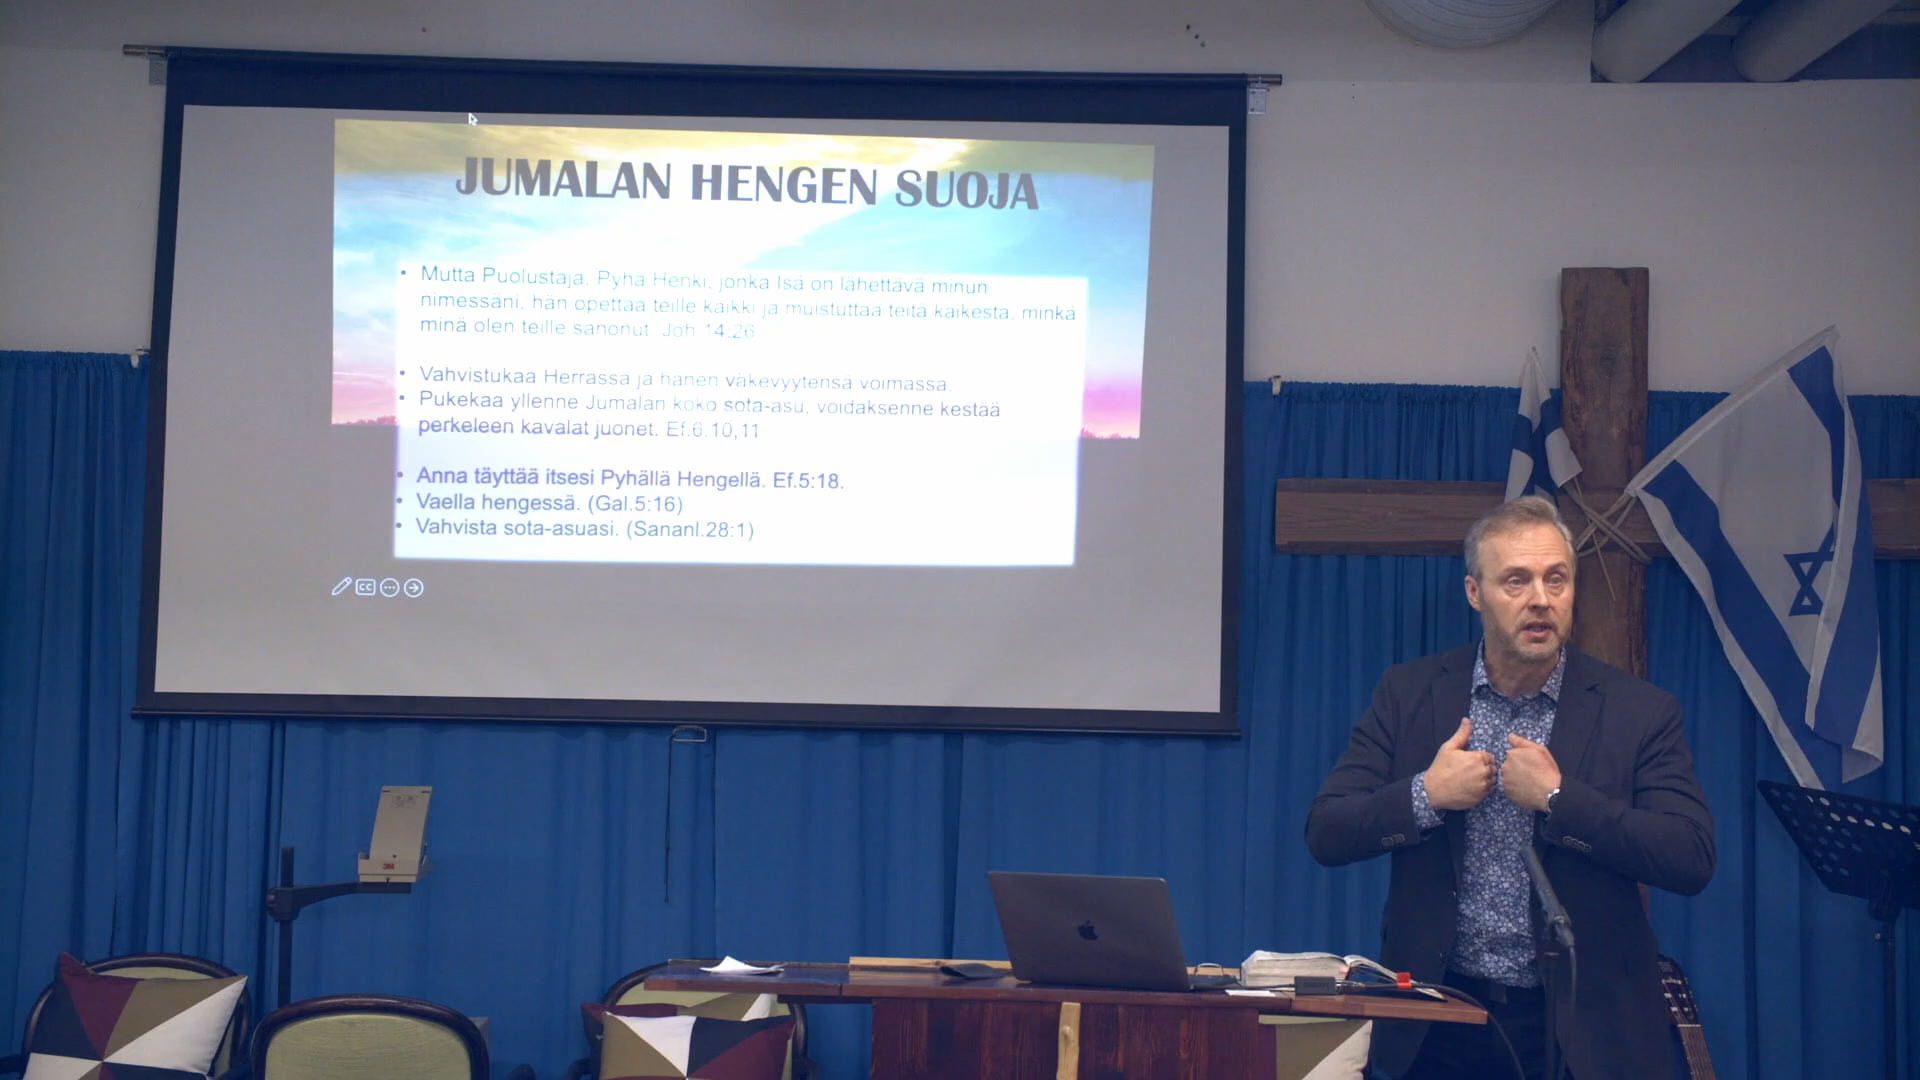 JUMALAN HENGEN SUOJA
• Mutta Puolustaja, Pyhä Henki, jonka Isä on lähettävä minun
nimessäni, hän opettaa teille kaikki ja muistuttaa teitä kaikesta, minkä
minä olen teille sanonut. Joh.14:26
• Vahvistukaa Herrassa ja hänen väkevyytensä voimassa.
• Pukekaa yllenne Jumalan koko sota-asu, voidaksenne kestää
perkeleen kavalat juonet. Ef.6.10,11
• Anna täyttää itsesi Pyhällä Hengellä. Ef.5:18.
• Vaella hengessä. (Gal.5:16)
• Vahvista sota-asuasi. (Sananl.28:1)
CC
3M